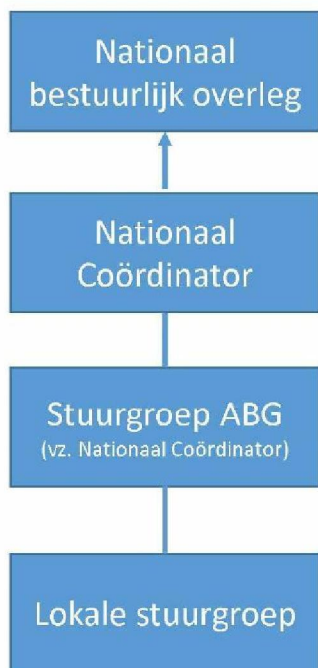 Nationaal
bestuurlijk overleg
Nationaal
Coördinator
Stuurgroep ABG
(vz. Nationaal Coördinator)
Lokale stuurgroep